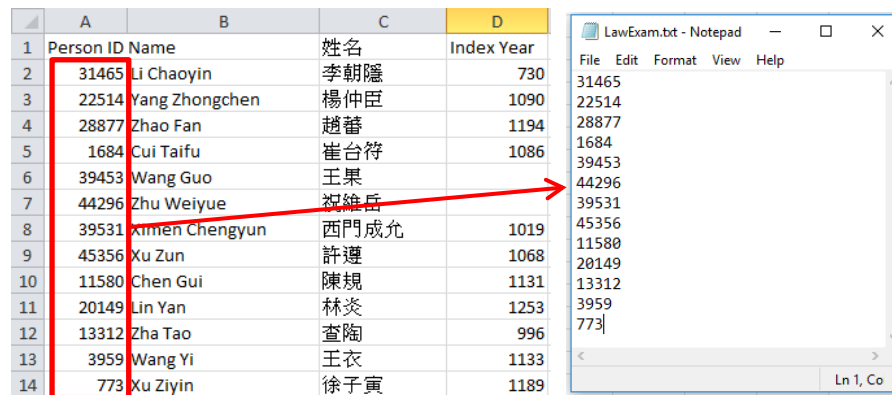 A B C D
1 Person ID Name 姓名 Index Year
2 31465 Li Chaoyin 李朝隱 730
3 22514 Yang Zhongchen 楊仲臣 1090
4 28877 Zhao Fan 趙蕃 1194
5 1684 Cui Taifu 崔台符 1086
6 39453 Wang Guo 王果
7 44296 Zhu Weiyue 祝維岳
8 39531 Ximen Chengyun 西門成允 1019
9 45356 Xu Zun 許遵 1068
10 11580 Chen Gui 陳規 1131
11 20149 Lin Yan 林炎 1253
12 13312 Zha Tao 查陶 996
13 3959 Wang Yi 王衣 1133
14 773 Xu Ziyin 徐子寅 1189
LawExam.txt - Notepad
File Edit Format View Help
31465
22514
28877
1684
39453
44296
39531
45356
11580
20149
13312
3959
773
Ln 1, Co